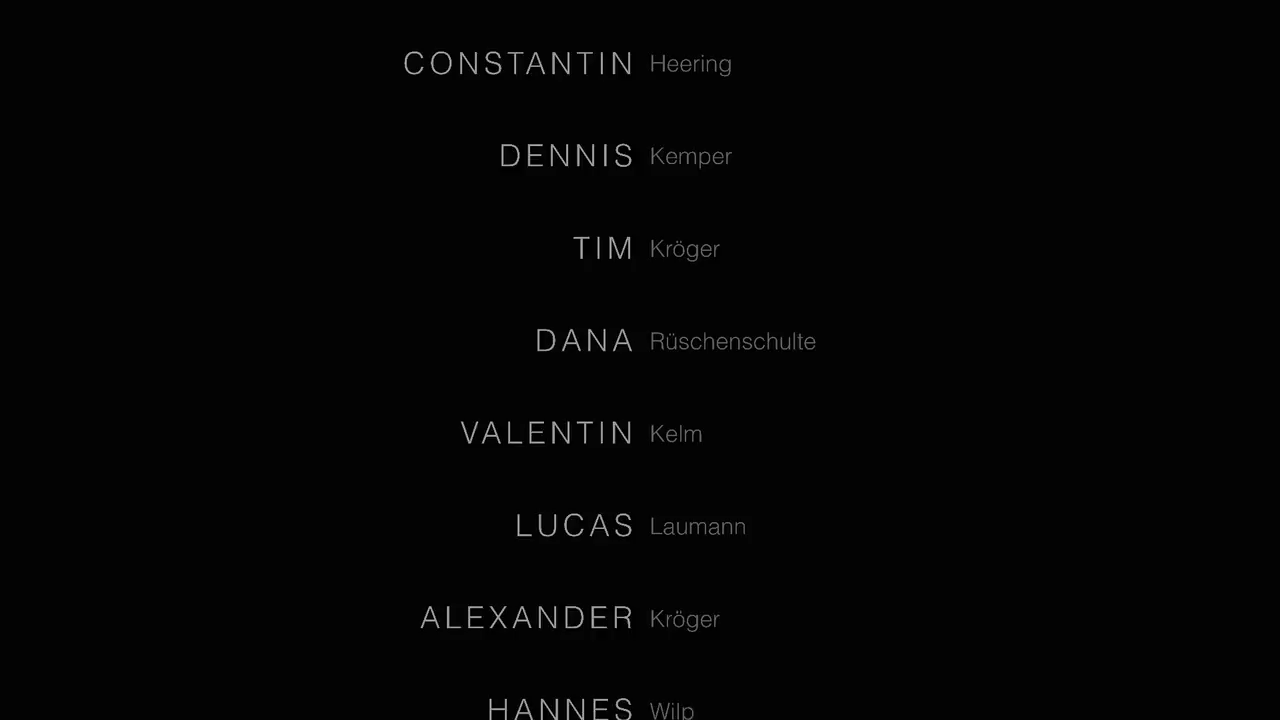 CONSTANTIN Heering
DENNIS Kemper
TIM Kröger
DANA Rüschenschulte
VALENTIN Kelm
LUCAS Laumann
ALEXANDER Kröger
HANNES Wilp